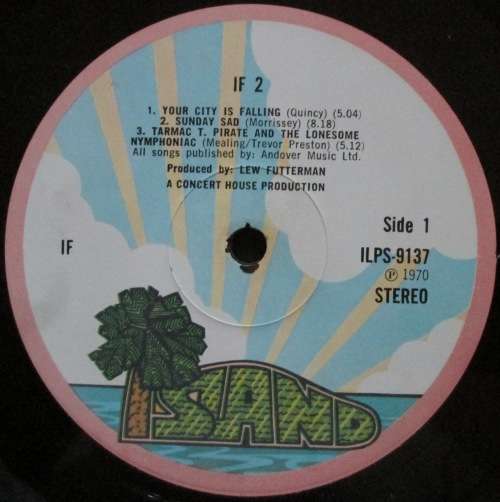 IF 2
1. YOUR CITY IS FALLING (Quincy) (5.04)
2. SUNDAY SAD (Morrissey) (8.18)
3. TARMAC T. PIRATE AND THE LONESOME
NYMPHONIAC (Mealing/Trevor Preston) (5.12)
All songs published by: Andover Music Ltd.
Produced by: LEW FUTTERMAN
A CONCERT HOUSE PRODUCTION
IF
Side 1
ILPS-9137
Ⓟ 1970
STEREO
ISLAND